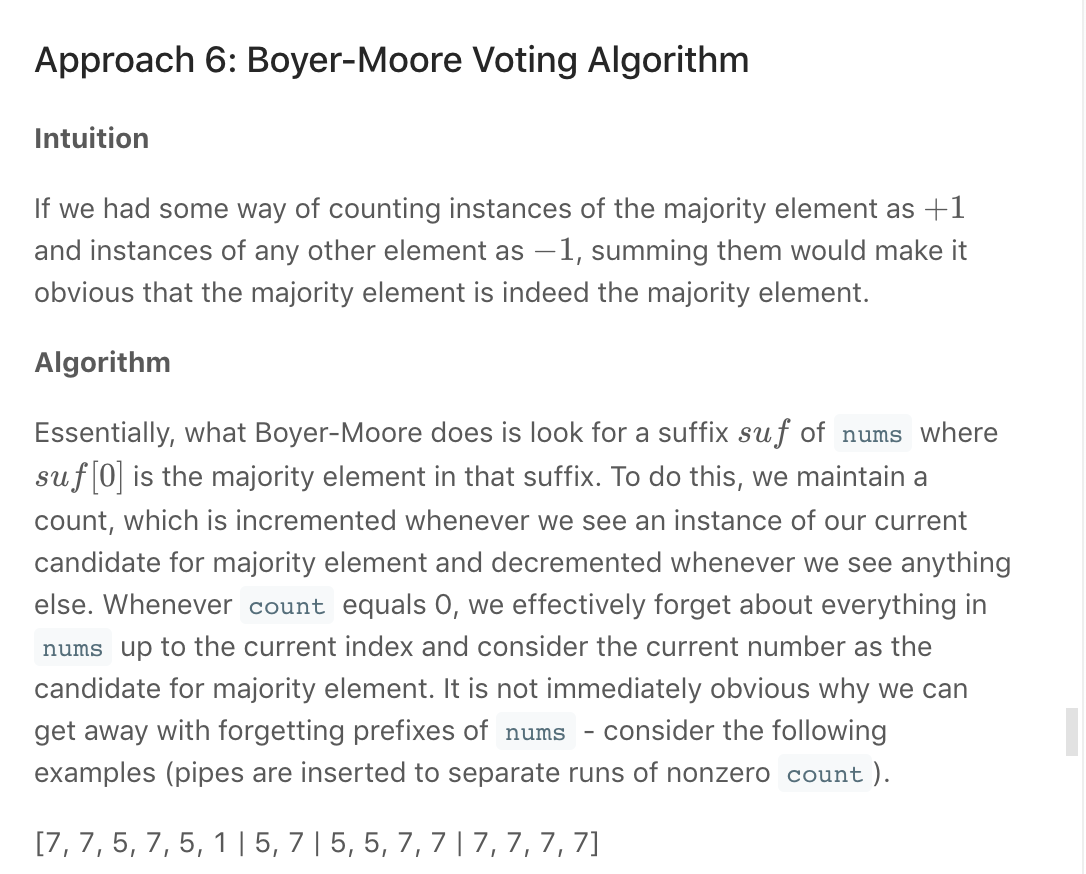 Approach 6: Boyer-Moore Voting Algorithm
Intuition
If we had some way of counting instances of the majority element as +1
and instances of any other element as −1, summing them would make it
obvious that the majority element is indeed the majority element.
Algorithm
Essentially, what Boyer-Moore does is look for a suffix suf of nums where
suf[0] is the majority element in that suffix. To do this, we maintain a
count, which is incremented whenever we see an instance of our current
candidate for majority element and decremented whenever we see anything
else. Whenever count equals 0, we effectively forget about everything in
nums up to the current index and consider the current number as the
candidate for majority element. It is not immediately obvious why we can
get away with forgetting prefixes of nums - consider the following
examples (pipes are inserted to separate runs of nonzero count).
[7, 7, 5, 7, 5, 1 | 5, 7 | 5, 5, 7, 7 | 7, 7, 7, 7]